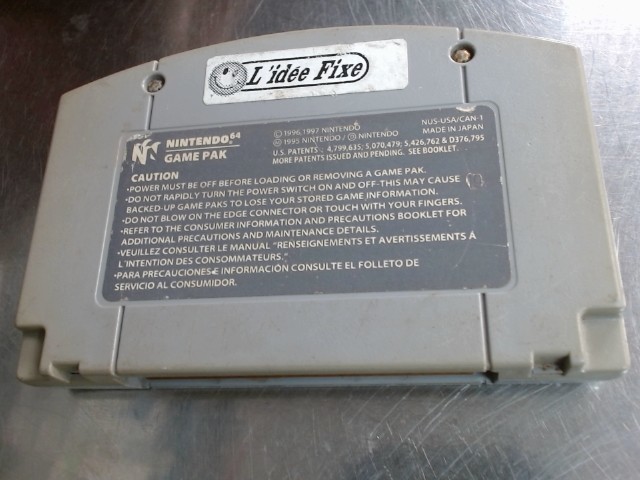 L'idée Fixe
NINTENDO 64
GAME PAK
© 1996, 1997 NINTENDO
Ⓜ 1995 NINTENDO / Ⓡ NINTENDO
U.S. PATENTS : 4,799,635; 5,070,479; 5,426,762 & D376,795
MORE PATENTS ISSUED AND PENDING. SEE BOOKLET.
NUS-USA/CAN-1
MADE IN JAPAN
CAUTION
•POWER MUST BE OFF BEFORE LOADING OR REMOVING A GAME PAK.
•DO NOT RAPIDLY TURN THE POWER SWITCH ON AND OFF-THIS MAY CAUSE
BACKED-UP GAME PAKS TO LOSE YOUR STORED GAME INFORMATION.
•DO NOT BLOW ON THE EDGE CONNECTOR OR TOUCH WITH YOUR FINGERS.
•REFER TO THE CONSUMER INFORMATION AND PRECAUTIONS BOOKLET FOR
ADDITIONAL PRECAUTIONS AND MAINTENANCE DETAILS.
•VEUILLEZ CONSULTER LE MANUAL "RENSEIGNEMENTS ET AVERTISSEMENTS À
L'INTENTION DES CONSOMMATEURS."
•PARA PRECAUCIONES E INFORMACIÓN CONSULTE EL FOLLETO DE
SERVICIO AL CONSUMIDOR.